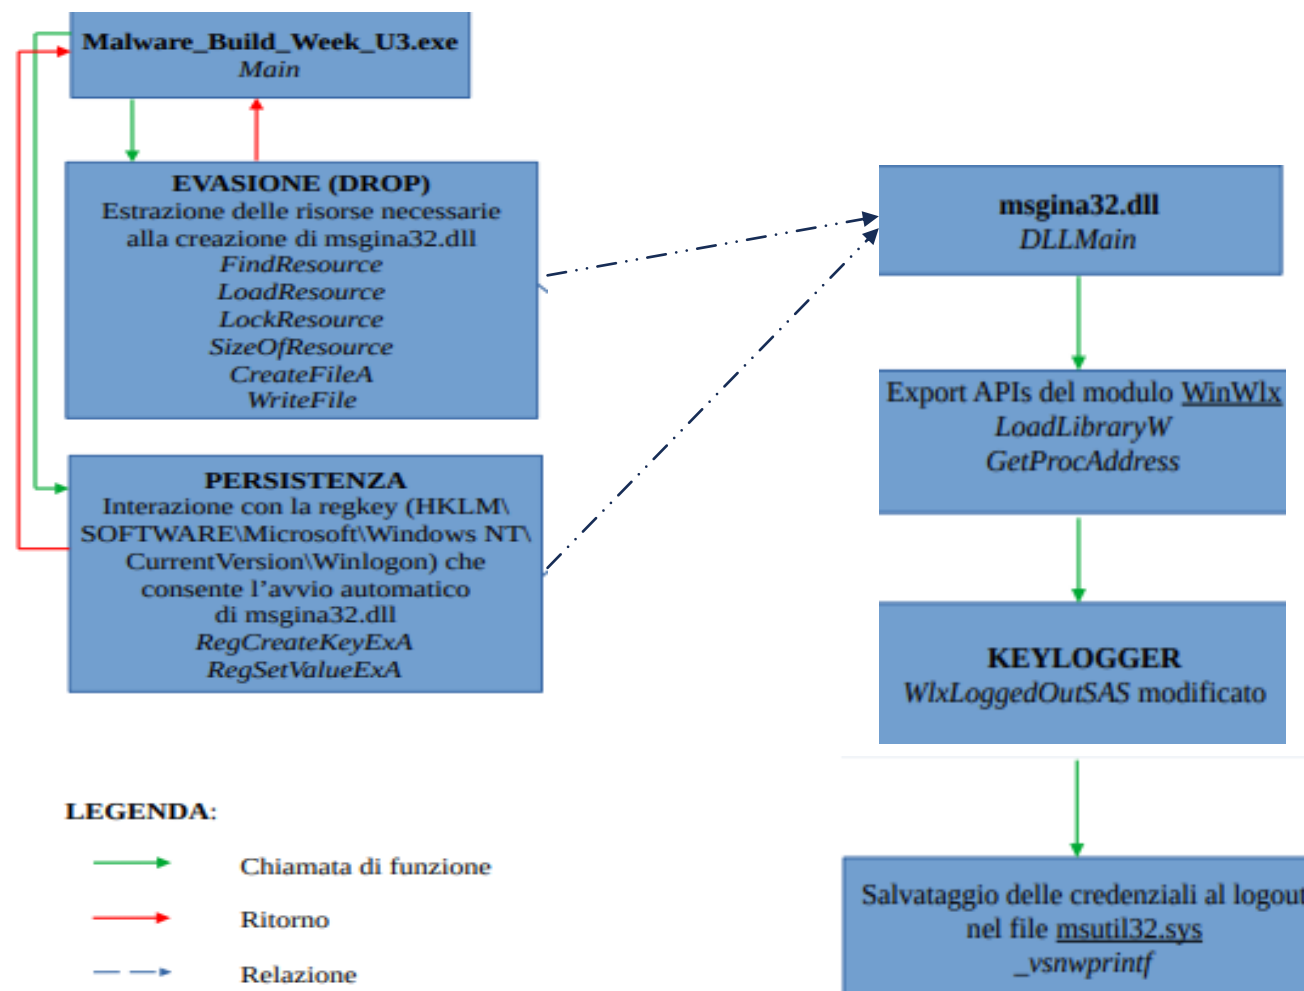 Malware_Build_Week_U3.exe
Main
EVASIONE (DROP)
Estrazione delle risorse necessarie
alla creazione di msgina32.dll
FindResource
LoadResource
LockResource
SizeOfResource
CreateFileA
WriteFile
PERSISTENZA
Interazione con la regkey (HKLM\
SOFTWARE\Microsoft\Windows NT\
CurrentVersion\Winlogon) che
consente l'avvio automatico
di msgina32.dll
RegCreateKeyExA
RegSetValueExA
msgina32.dll
DLLMain
Export APIs del modulo WinWlx
LoadLibraryW
GetProcAddress
KEYLOGGER
WlxLoggedOutSAS modificato
Salvataggio delle credenziali al logout
nel file msutil32.sys
_vsnwprintf
LEGENDA:
Chiamata di funzione
Ritorno
Relazione